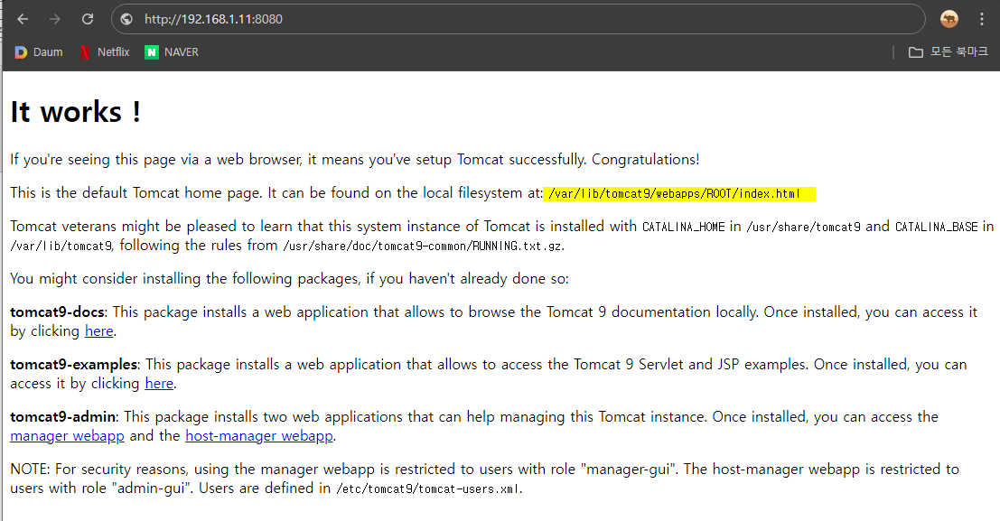 http://192.168.1.11:8080
Daum Netflix NAVER 모든 북마크
It works !
If you're seeing this page via a web browser, it means you've setup Tomcat successfully. Congratulations!
This is the default Tomcat home page. It can be found on the local filesystem at: /var/lib/tomcat9/webapps/ROOT/index.html
Tomcat veterans might be pleased to learn that this system instance of Tomcat is installed with CATALINA_HOME in /usr/share/tomcat9 and CATALINA_BASE in
/var/lib/tomcat9, following the rules from /usr/share/doc/tomcat9-common/RUNNING.txt.gz.
You might consider installing the following packages, if you haven't already done so:
tomcat9-docs: This package installs a web application that allows to browse the Tomcat 9 documentation locally. Once installed, you can access it
by clicking here.
tomcat9-examples: This package installs a web application that allows to access the Tomcat 9 Servlet and JSP examples. Once installed, you can
access it by clicking here.
tomcat9-admin: This package installs two web applications that can help managing this Tomcat instance. Once installed, you can access the
manager webapp and the host-manager webapp.
NOTE: For security reasons, using the manager webapp is restricted to users with role "manager-gui". The host-manager webapp is restricted to
users with role "admin-gui". Users are defined in /etc/tomcat9/tomcat-users.xml.